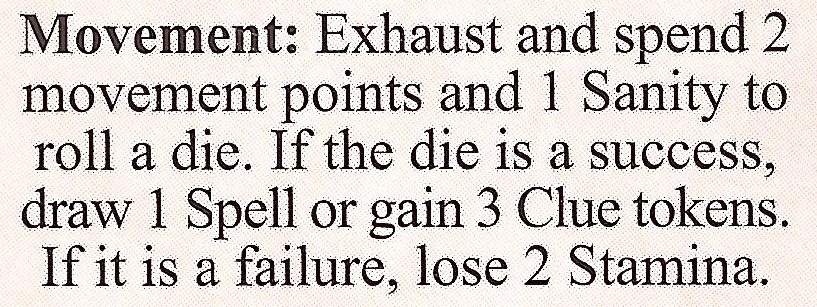 Movement: Exhaust and spend 2
movement points and 1 Sanity to
roll a die. If the die is a success,
draw 1 Spell or gain 3 Clue tokens.
If it is a failure, lose 2 Stamina.